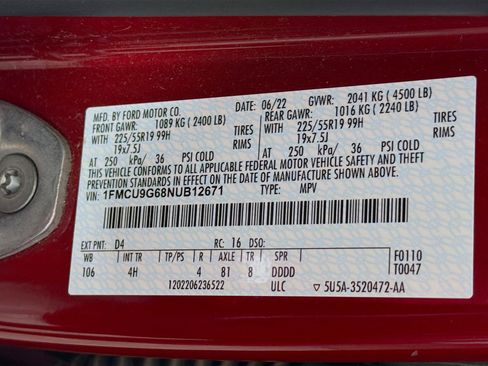 MFD. BY FORD MOTOR CO.
DATE: 06/22 GVWR: 2041 KG ( 4500 LB)
FRONT GAWR: 1089 KG ( 2400 LB) REAR GAWR: 1016 KG ( 2240 LB)
225/55R19 99H TIRES WITH: 225/55R19 99H TIRES
19x7.5J RIMS 19x7.5J RIMS
AT 250 kPa/ 36 PSI COLD AT 250 kPa/ 36 PSI COLD
THIS VEHICLE CONFORMS TO ALL APPLICABLE FEDERAL MOTOR VEHICLE SAFETY AND THEFT PREVENTION STANDARDS IN EFFECT ON THE DATE OF MANUFACTURE SHOWN ABOVE.
VIN: 1FMCU9G68NUB12671 TYPE: MPV
EXT PNT: D4 RC: 16 DSO:
WB INT TR TP/PS R AXLE TR SPR F0110
106 4H 4 81 8 DDDD T0047
1202206236522 ULC ▽ 5U5A-3520472-AA